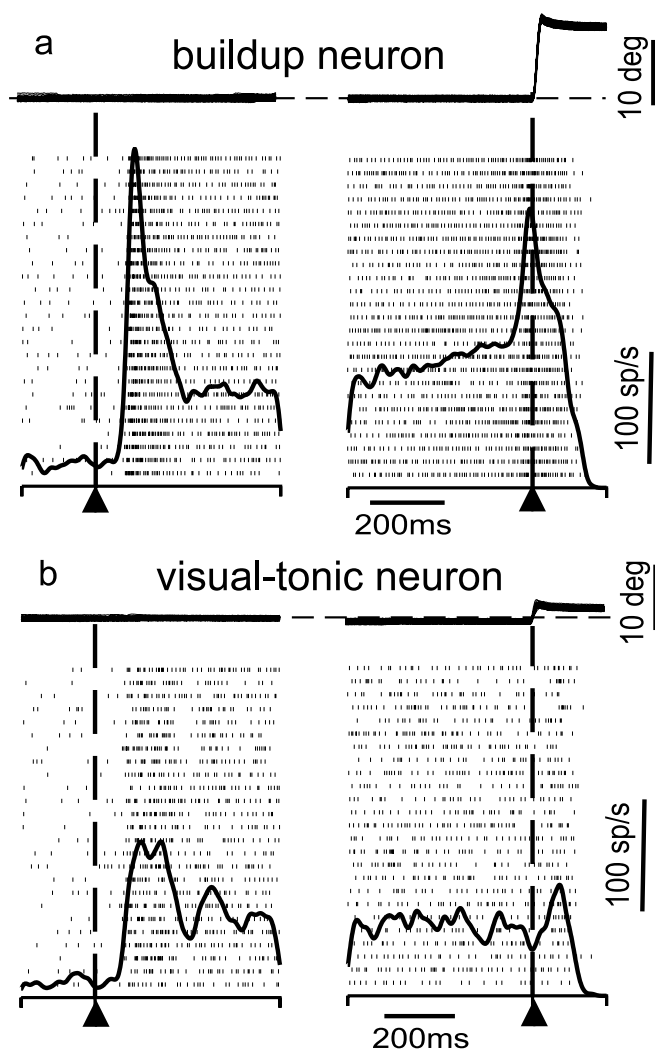 a
buildup neuron
10 deg
100 sp/s
200ms
b
visual-tonic neuron
10 deg
100 sp/s
200ms